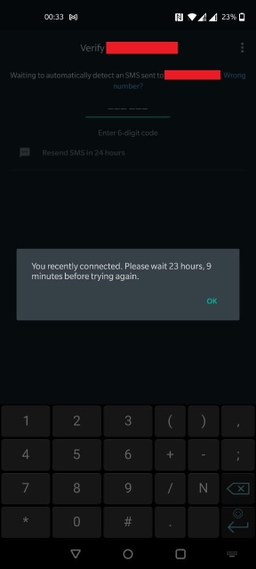 00:33
23%
Verify
Waiting to automatically detect an SMS sent to Wrong
number?
Enter 6-digit code
Resend SMS in 24 hours
You recently connected. Please wait 23 hours, 9
minutes before trying again.
OK
1 2 3 ( ) ,
4 5 6 + - ;
7 8 9 / N
* 0 # .